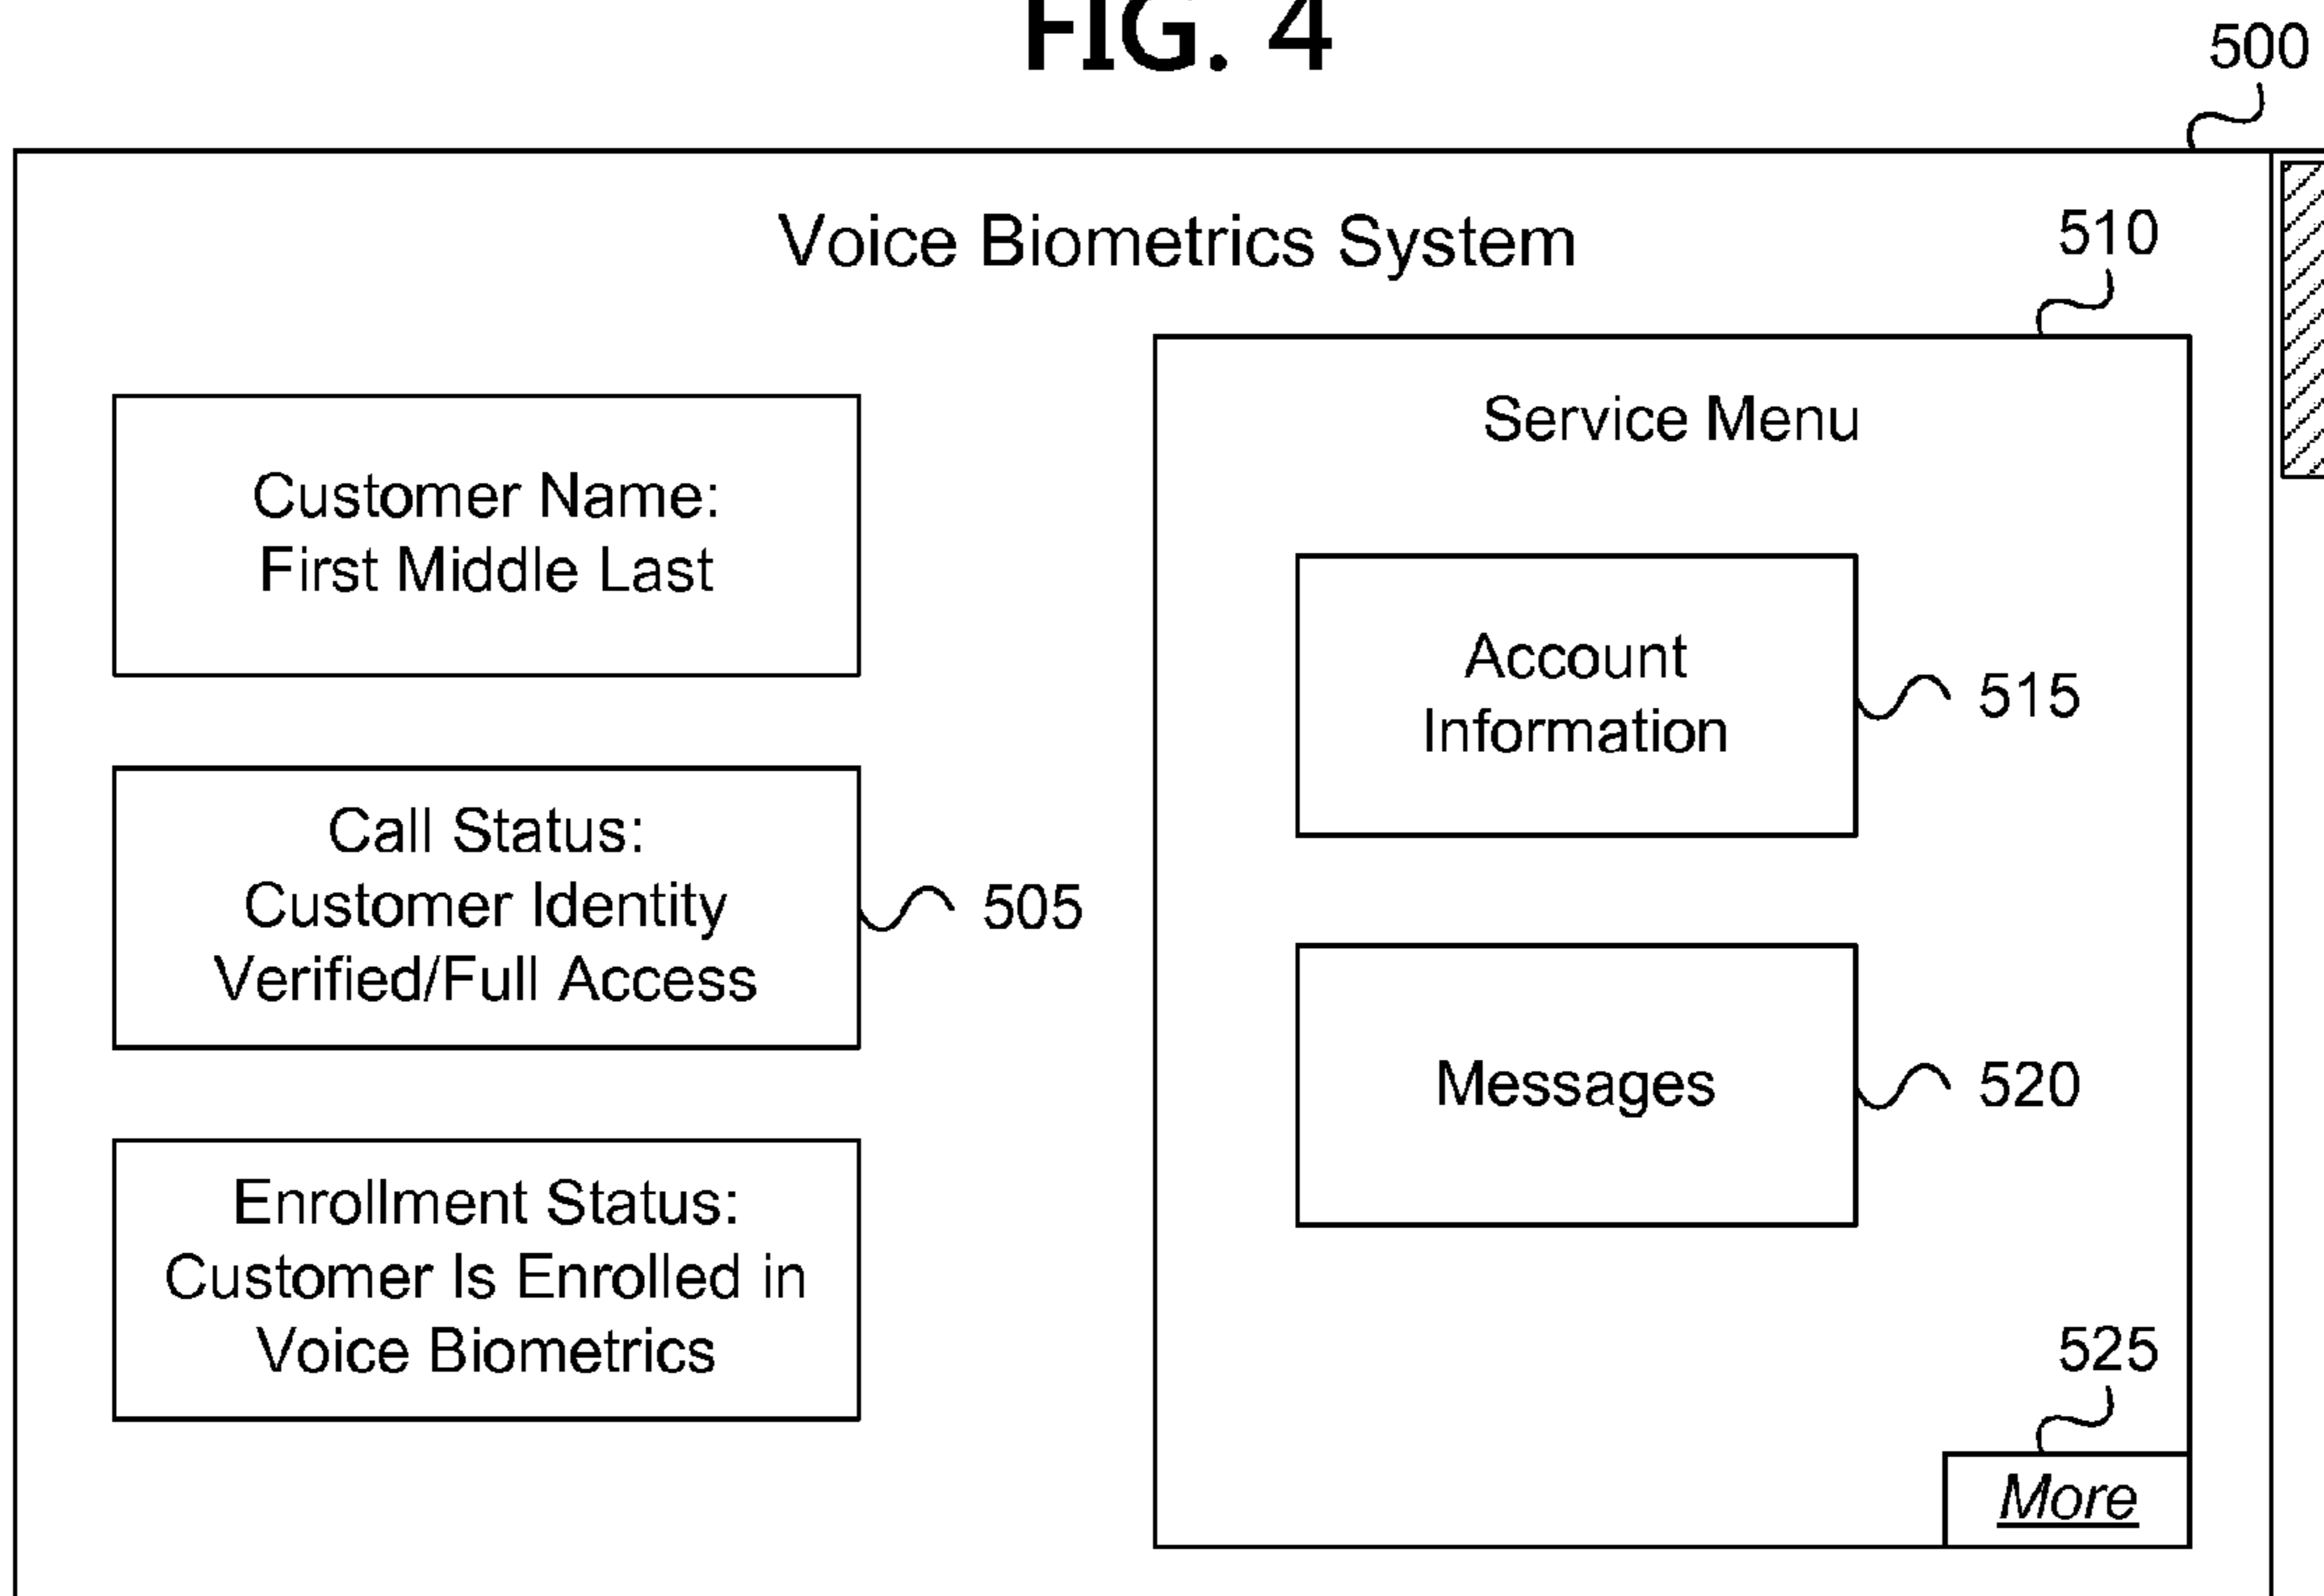 FIG. 4
500
Voice Biometrics System
510
Customer Name:
First Middle Last
Call Status:
Customer Identity
Verified/Full Access
505
Enrollment Status:
Customer Is Enrolled in
Voice Biometrics
Service Menu
Account
Information
515
Messages
520
525
More